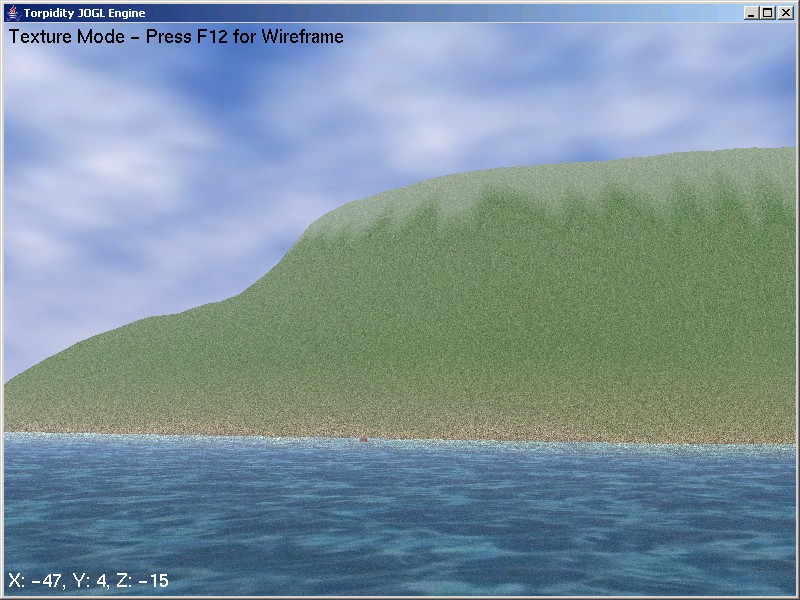 Torpidity JOGL Engine
Texture Mode - Press F12 for Wireframe
X: -47, Y: 4, Z: -15